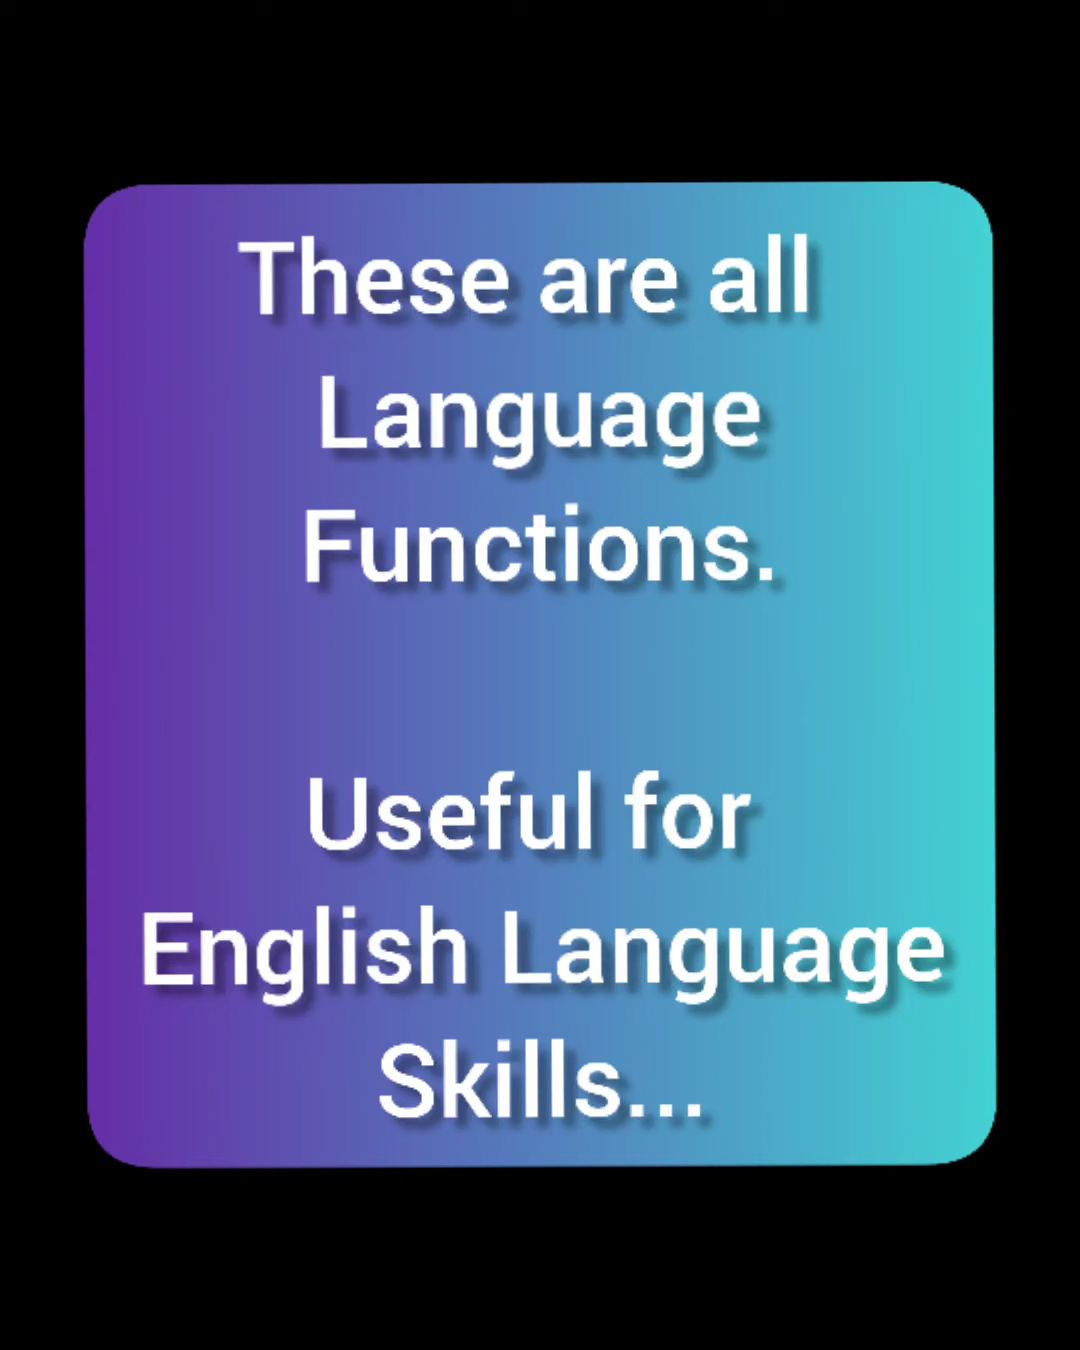 These are all
Language
Functions.
Useful for
English Language
Skills...